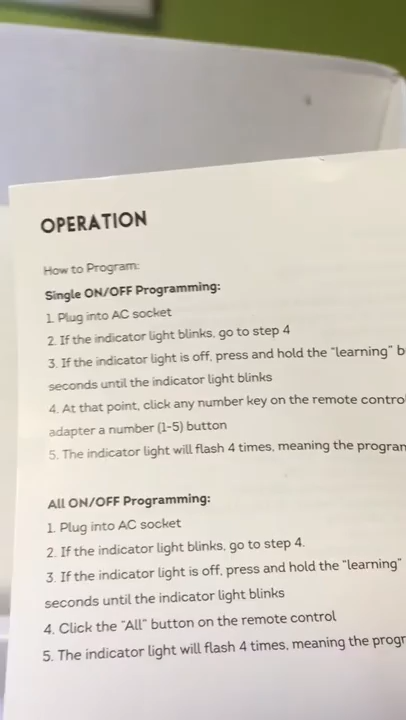 OPERATION
How to Program:
Single ON/OFF Programming:
1. Plug into AC socket
2. If the indicator light blinks, go to step 4
3. If the indicator light is off, press and hold the "learning" b
seconds until the indicator light blinks
4. At that point, click any number key on the remote contro
adapter a number (1-5) button
5. The indicator light will flash 4 times, meaning the program
All ON/OFF Programming:
1. Plug into AC socket
2. If the indicator light blinks, go to step 4.
3. If the indicator light is off, press and hold the "learning"
seconds until the indicator light blinks
4. Click the "All" button on the remote control
5. The indicator light will flash 4 times, meaning the progr